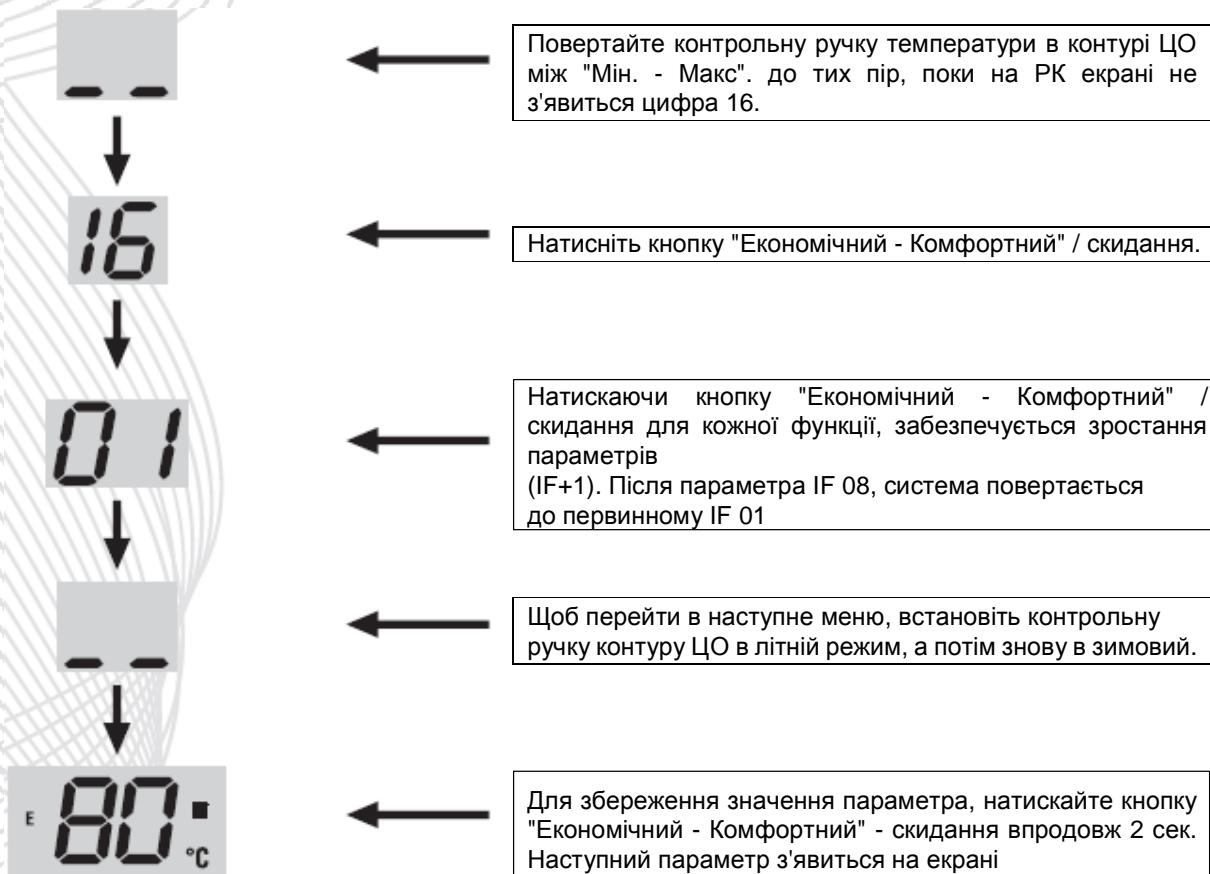 _ _
Повертайте контрольну ручку температури в контурі ЦО
між "Мін. - Макс". до тих пір, поки на РК екрані не
з'явиться цифра 16.
16
Натисніть кнопку "Економічний - Комфортний" / скидання.
01
Натискаючи кнопку "Економічний - Комфортний" /
скидання для кожної функції, забезпечується зростання
параметрів
(IF+1). Після параметра IF 08, система повертається
до первинному IF 01
_ _
Щоб перейти в наступне меню, встановіть контрольну
ручку контуру ЦО в літній режим, а потім знову в зимовий.
E 80 °C
Для збереження значення параметра, натискайте кнопку
"Економічний - Комфортний" - скидання впродовж 2 сек.
Наступний параметр з'явиться на екрані